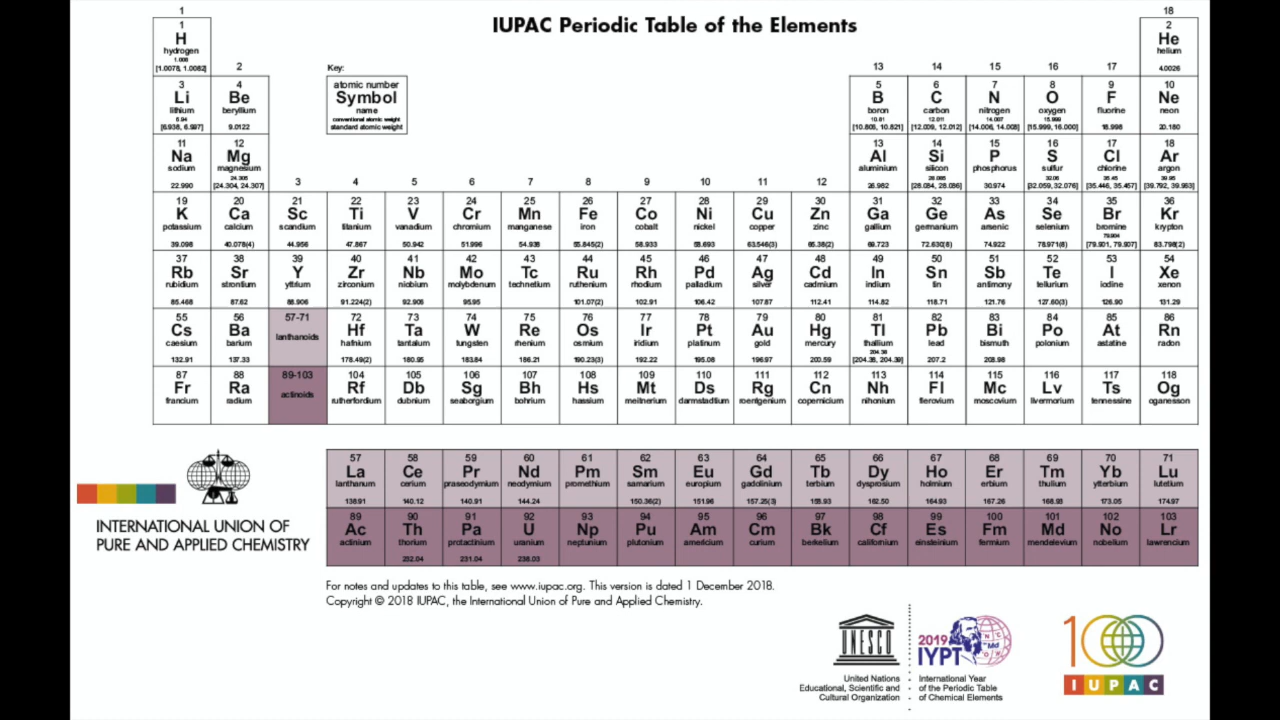 1
18
1
H
hydrogen
1.008
[1.0078, 1.0082]
IUPAC Periodic Table of the Elements
2
He
helium
4.0026
2
Key:
atomic number
Symbol
name
conventional atomic weight
standard atomic weight
13
14
15
16
17
3
Li
lithium
6.94
[6.938, 6.997]
4
Be
beryllium
9.0122
5
B
boron
10.81
[10.806, 10.821]
6
C
carbon
12.011
[12.009, 12.012]
7
N
nitrogen
14.007
[14.006, 14.008]
8
O
oxygen
15.999
[15.999, 16.000]
9
F
fluorine
18.998
10
Ne
neon
20.180
11
Na
sodium
22.990
12
Mg
magnesium
24.305
[24.304, 24.307]
3
4
5
6
7
8
9
10
11
12
13
Al
aluminium
26.982
14
Si
silicon
28.085
[28.084, 28.086]
15
P
phosphorus
30.974
16
S
sulfur
32.06
[32.059, 32.076]
17
Cl
chlorine
35.45
[35.446, 35.457]
18
Ar
argon
39.95
[39.792, 39.963]
19
K
potassium
39.098
20
Ca
calcium
40.078(4)
21
Sc
scandium
44.956
22
Ti
titanium
47.867
23
V
vanadium
50.942
24
Cr
chromium
51.996
25
Mn
manganese
54.938
26
Fe
iron
55.845(2)
27
Co
cobalt
58.933
28
Ni
nickel
58.693
29
Cu
copper
63.546(3)
30
Zn
zinc
65.38(2)
31
Ga
gallium
69.723
32
Ge
germanium
72.630(8)
33
As
arsenic
74.922
34
Se
selenium
78.971(8)
35
Br
bromine
79.904
[79.901, 79.907]
36
Kr
krypton
83.798(2)
37
Rb
rubidium
85.468
38
Sr
strontium
87.62
39
Y
yttrium
88.906
40
Zr
zirconium
91.224(2)
41
Nb
niobium
92.906
42
Mo
molybdenum
95.95
43
Tc
technetium
44
Ru
ruthenium
101.07(2)
45
Rh
rhodium
102.91
46
Pd
palladium
106.42
47
Ag
silver
107.87
48
Cd
cadmium
112.41
49
In
indium
114.82
50
Sn
tin
118.71
51
Sb
antimony
121.76
52
Te
tellurium
127.60(3)
53
I
iodine
126.90
54
Xe
xenon
131.29
55
Cs
caesium
132.91
56
Ba
barium
137.33
57-71
lanthanoids
72
Hf
hafnium
178.49(2)
73
Ta
tantalum
180.95
74
W
tungsten
183.84
75
Re
rhenium
186.21
76
Os
osmium
190.23(3)
77
Ir
iridium
192.22
78
Pt
platinum
195.08
79
Au
gold
196.97
80
Hg
mercury
200.59
81
Tl
thallium
204.38
[204.38, 204.39]
82
Pb
lead
207.2
83
Bi
bismuth
208.98
84
Po
polonium
85
At
astatine
86
Rn
radon
87
Fr
francium
88
Ra
radium
89-103
actinoids
104
Rf
rutherfordium
105
Db
dubnium
106
Sg
seaborgium
107
Bh
bohrium
108
Hs
hassium
109
Mt
meitnerium
110
Ds
darmstadtium
111
Rg
roentgenium
112
Cn
copernicium
113
Nh
nihonium
114
Fl
flerovium
115
Mc
moscovium
116
Lv
livermorium
117
Ts
tennessine
118
Og
oganesson
57
La
lanthanum
138.91
58
Ce
cerium
140.12
59
Pr
praseodymium
140.91
60
Nd
neodymium
144.24
61
Pm
promethium
62
Sm
samarium
150.36(2)
63
Eu
europium
151.96
64
Gd
gadolinium
157.25(3)
65
Tb
terbium
158.93
66
Dy
dysprosium
162.50
67
Ho
holmium
164.93
68
Er
erbium
167.26
69
Tm
thulium
168.93
70
Yb
ytterbium
173.05
71
Lu
lutetium
174.97
89
Ac
actinium
90
Th
thorium
232.04
91
Pa
protactinium
231.04
92
U
uranium
238.03
93
Np
neptunium
94
Pu
plutonium
95
Am
americium
96
Cm
curium
97
Bk
berkelium
98
Cf
californium
99
Es
einsteinium
100
Fm
fermium
101
Md
mendelevium
102
No
nobelium
103
Lr
lawrencium
INTERNATIONAL UNION OF
PURE AND APPLIED CHEMISTRY
For notes and updates to this table, see www.iupac.org. This version is dated 1 December 2018.
Copyright © 2018 IUPAC, the International Union of Pure and Applied Chemistry.
UNESCO
United Nations
Educational, Scientific and
Cultural Organization
2019
IYPT
Md
International Year
of the Periodic Table
of Chemical Elements
100
IUPAC